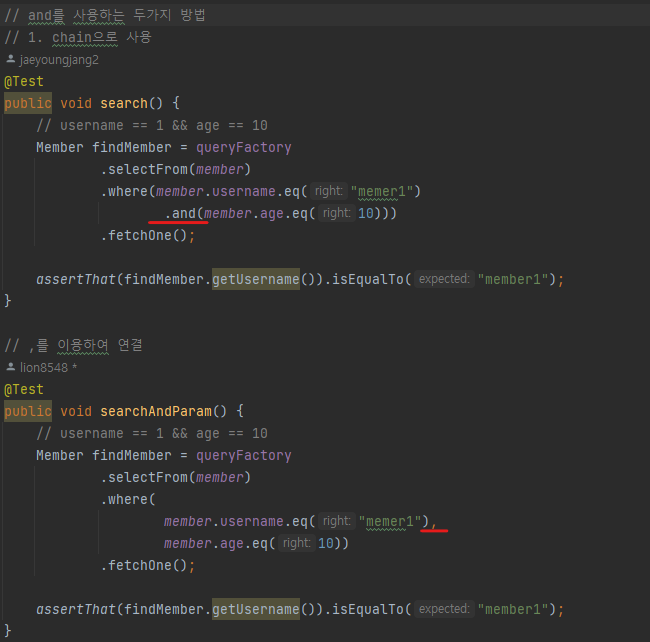 // and를 사용하는 두가지 방법
// 1. chain으로 사용
jaeyoungjang2
@Test
public void search() {
// username == 1 && age == 10
Member findMember = queryFactory
.selectFrom(member)
.where(member.username.eq( right: "memer1")
.and(member.age.eq( right: 10)))
.fetchOne();
assertThat(findMember.getUsername()).isEqualTo( expected: "member1");
}
// ,를 이용하여 연결
lion8548 *
@Test
public void searchAndParam() {
// username == 1 && age == 10
Member findMember = queryFactory
.selectFrom(member)
.where(
member.username.eq( right: "memer1"),
member.age.eq( right: 10))
.fetchOne();
assertThat(findMember.getUsername()).isEqualTo( expected: "member1");
}